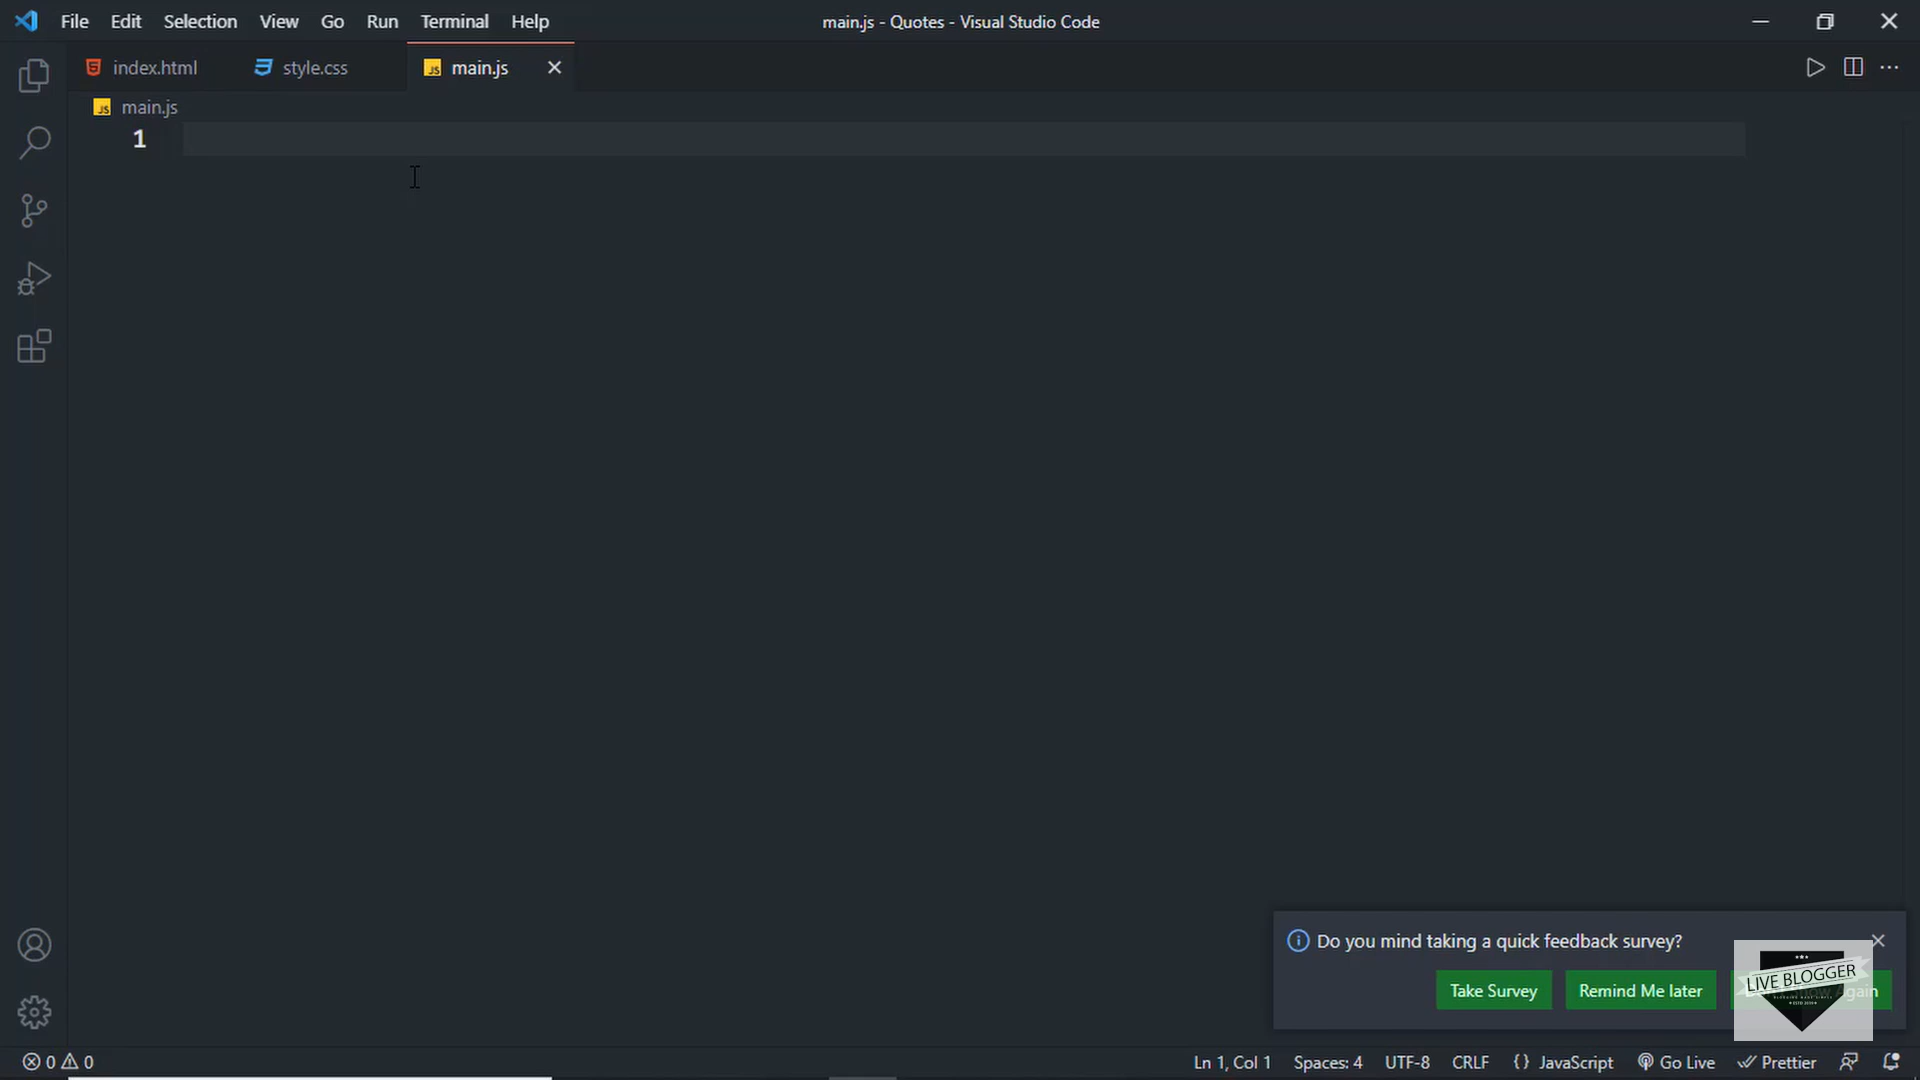 File Edit Selection View Go Run Terminal Help
main.js - Quotes - Visual Studio Code
index.html style.css JS main.js
JS main.js
1
Do you mind taking a quick feedback survey?
Take Survey Remind Me later
LIVE BLOGGER
0 0 Ln 1, Col 1 Spaces: 4 UTF-8 CRLF {} JavaScript Go Live Prettier